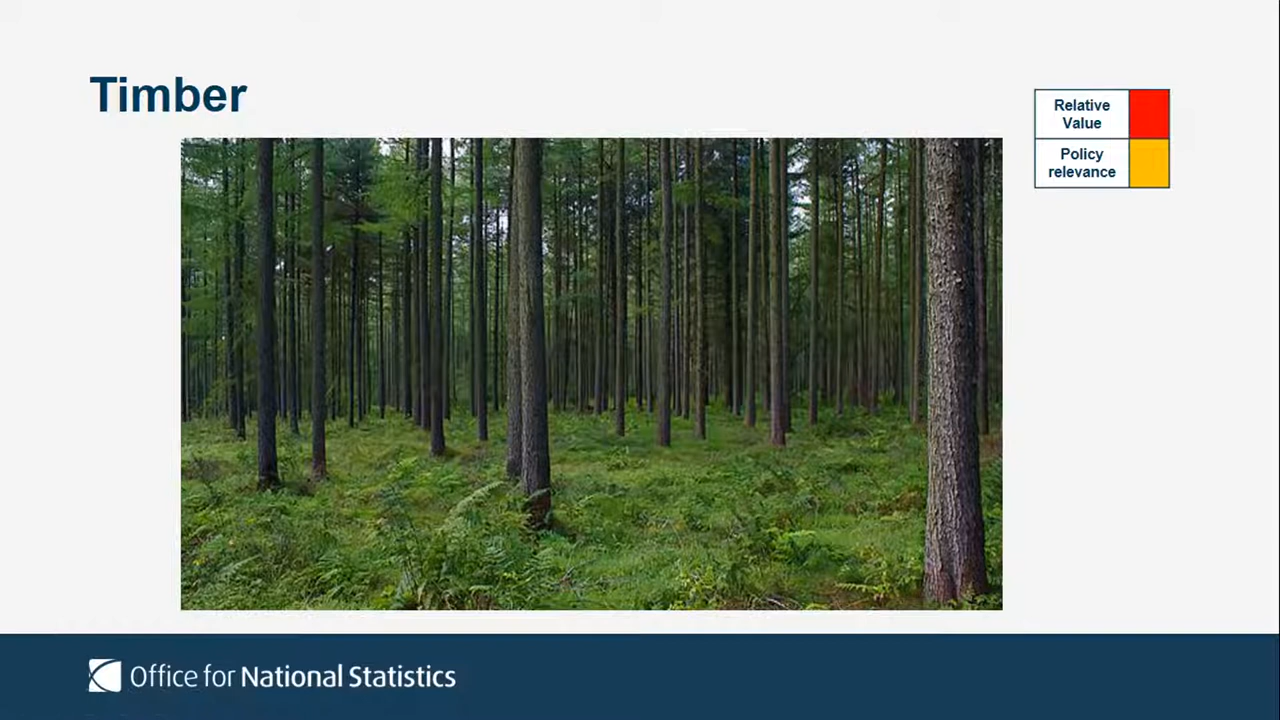 Timber
Relative
Value
Policy
relevance
Office for National Statistics